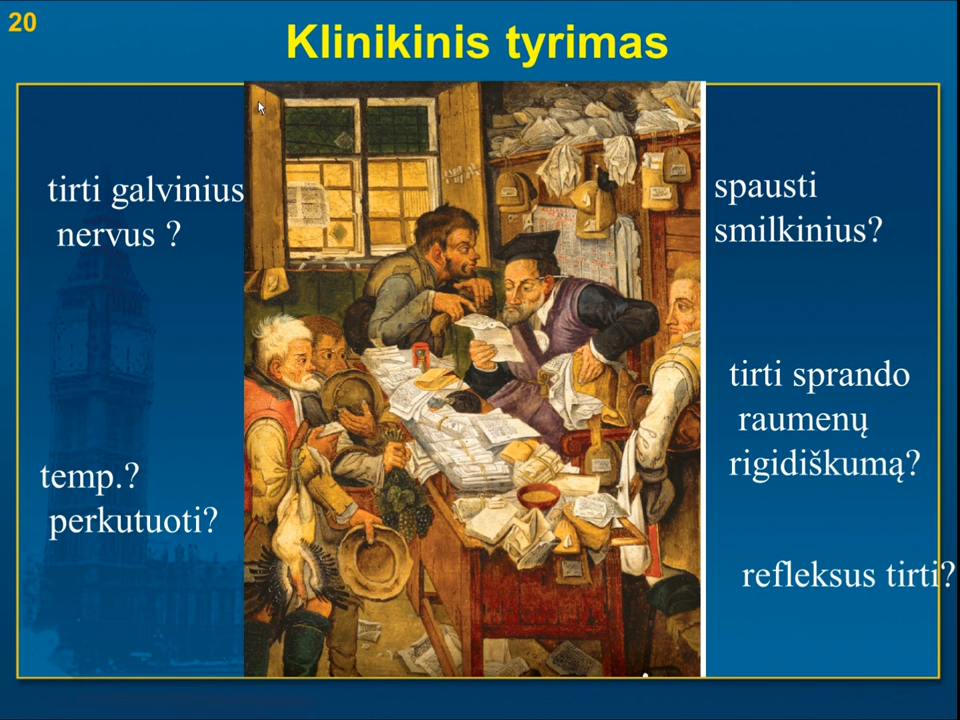 20
Klinikinis tyrimas
tirti galvinius
nervus ?
temp.?
perkutuoti?
spausti
smilkinius?
tirti sprando
raumenų
rigidiškumą?
refleksus tirti?